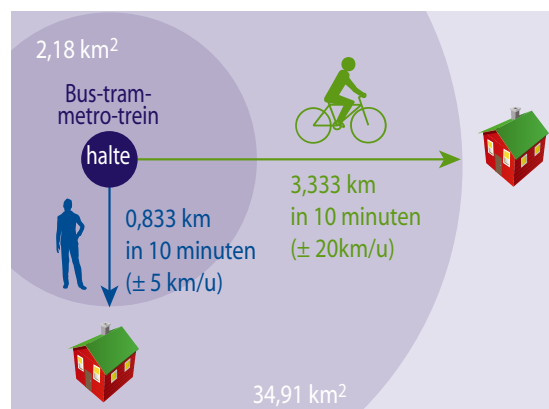 2,18 km²
Bus-tram-
metro-trein
halte
3,333 km
in 10 minuten
(± 20km/u)
0,833 km
in 10 minuten
(± 5 km/u)
34,91 km²